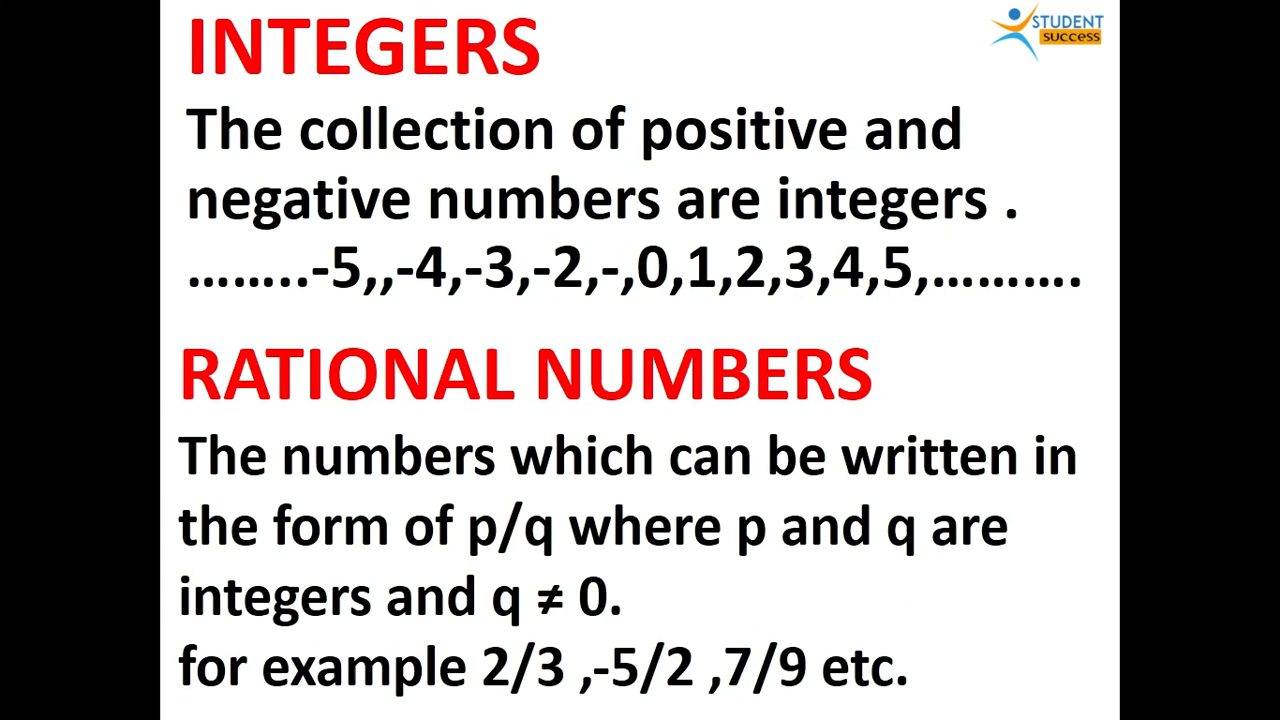 INTEGERS
STUDENT
success
The collection of positive and
negative numbers are integers .
……..-5,,-4,-3,-2,-,0,1,2,3,4,5,……….
RATIONAL NUMBERS
The numbers which can be written in
the form of p/q where p and q are
integers and q ≠ 0.
for example 2/3 ,-5/2 ,7/9 etc.